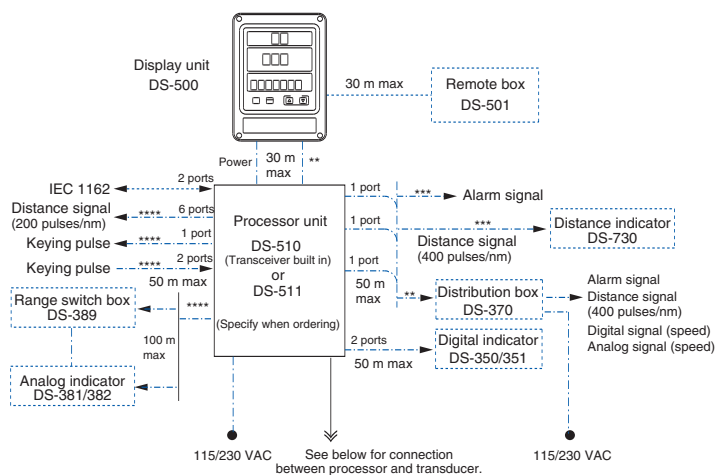 Display unit
DS-500
30 m max
Remote box
DS-501
Power
30 m
max
**
IEC 1162
2 ports
Distance signal
(200 pulses/nm)
****
6 ports
Keying pulse
****
1 port
Keying pulse
****
2 ports
50 m max
Range switch box
DS-389
****
100 m
max
Analog indicator
DS-381/382
Processor unit
DS-510
(Transceiver built in)
or
DS-511
(Specify when ordering)
1 port
***
Alarm signal
1 port
***
Distance signal
(400 pulses/nm)
Distance indicator
DS-730
1 port
50 m
max
**
Distribution box
DS-370
Alarm signal
Distance signal
(400 pulses/nm)
Digital signal (speed)
Analog signal (speed)
2 ports
50 m max
Digital indicator
DS-350/351
115/230 VAC
See below for connection
between processor and transducer.
115/230 VAC